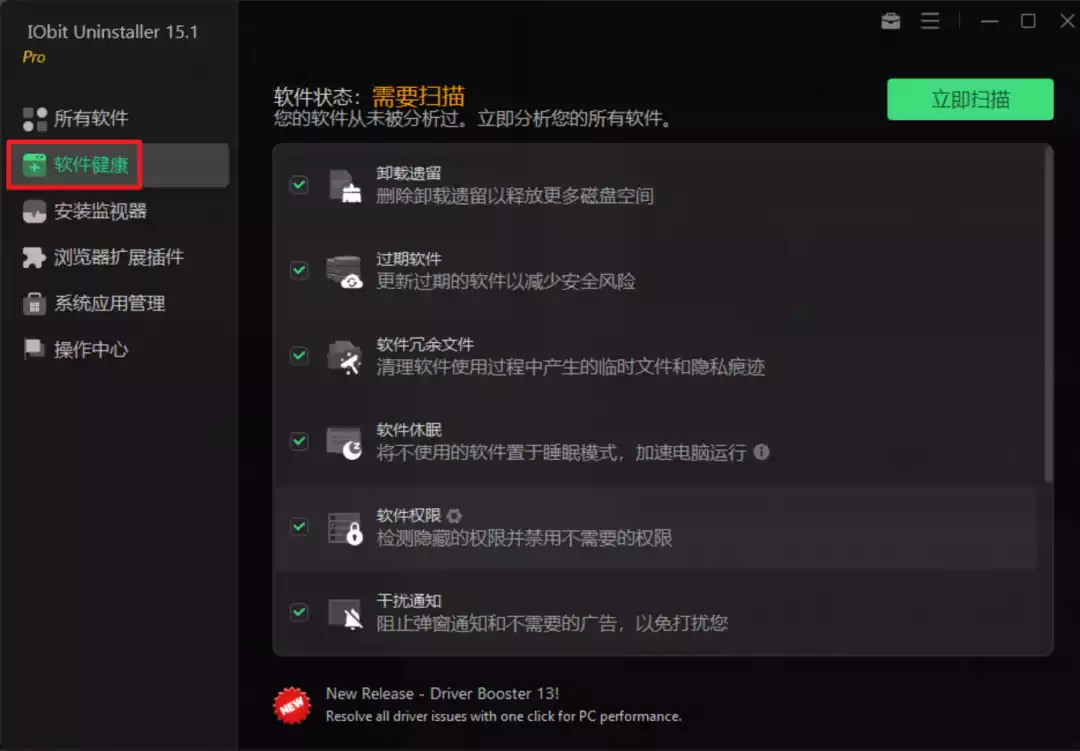 IObit Uninstaller 15.1
Pro
所有软件
软件健康
安装监视器
浏览器扩展插件
系统应用管理
操作中心
软件状态：需要扫描
您的软件从未被分析过。立即分析您的所有软件。
立即扫描
卸载遗留
删除卸载遗留以释放更多磁盘空间
过期软件
更新过期的软件以减少安全风险
软件冗余文件
清理软件使用过程中产生的临时文件和隐私痕迹
软件休眠
将不使用的软件置于睡眠模式，加速电脑运行
软件权限
检测隐藏的权限并禁用不需要的权限
干扰通知
阻止弹窗通知和不需要的广告，以免打扰您
NEW
New Release - Driver Booster 13!
Resolve all driver issues with one click for PC performance.